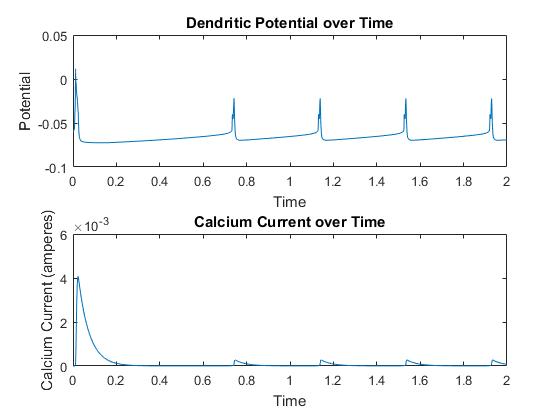 Dendritic Potential over Time
0.05
0
-0.05
-0.1
Potential
0 0.2 0.4 0.6 0.8 1 1.2 1.4 1.6 1.8 2
Time
Calcium Current over Time
×10-3
6
4
2
0
Calcium Current (amperes)
0 0.2 0.4 0.6 0.8 1 1.2 1.4 1.6 1.8 2
Time